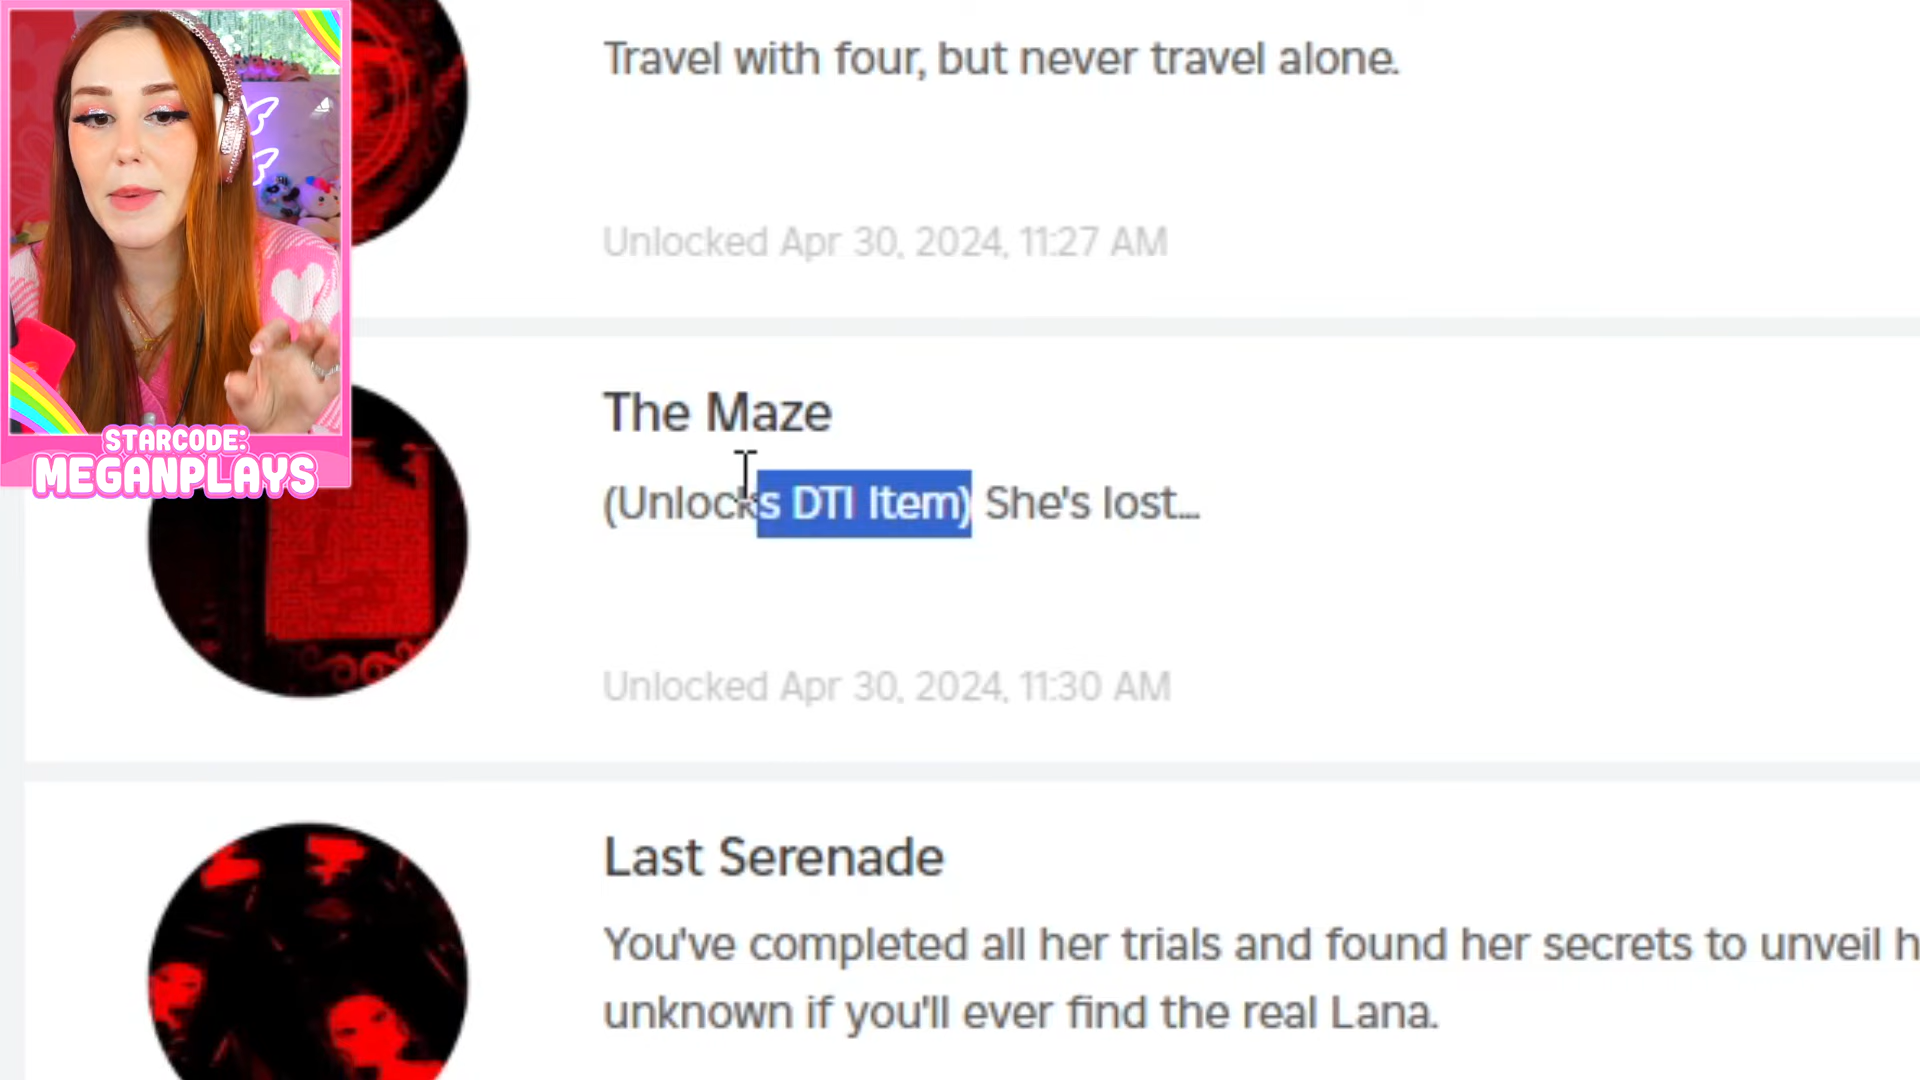 Travel with four, but never travel alone.
Unlocked Apr 30, 2024, 11:27 AM
STARCODE:
MEGANPLAYS
The Maze
(Unlocks DTI Item) She's lost...
Unlocked Apr 30, 2024, 11:30 AM
Last Serenade
You've completed all her trials and found her secrets to unveil h
unknown if you'll ever find the real Lana.